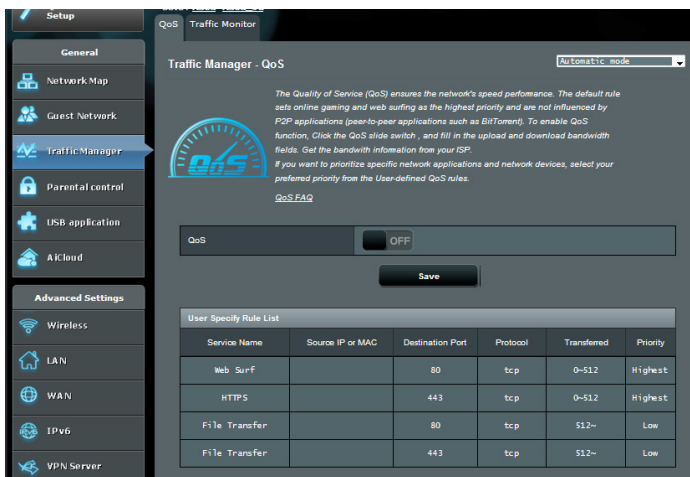 Setup
QoS
Traffic Monitor
General
Network Map
Guest Network
Traffic Manager
Parental control
USB application
AiCloud
Advanced Settings
Wireless
LAN
WAN
IPv6
VPN Server
Traffic Manager - QoS
Automatic mode
The Quality of Service (QoS) ensures the network's speed performance. The default rule
sets online gaming and web surfing as the highest priority and are not influenced by
P2P applications (peer-to-peer applications such as BitTorrent). To enable QoS
function, Click the QoS slide switch , and fill in the upload and download bandwidth
fields. Get the bandwith information from your ISP.
If you want to prioritize specific network applications and network devices, select your
preferred priority from the User-defined QoS rules.
QoS FAQ
QoS
QoS OFF
Save
User Specify Rule List
Service Name Source IP or MAC Destination Port Protocol Transferred Priority
Web Surf 80 tcp 0~512 Highest
HTTPS 443 tcp 0~512 Highest
File Transfer 80 tcp 512~ Low
File Transfer 443 tcp 512~ Low